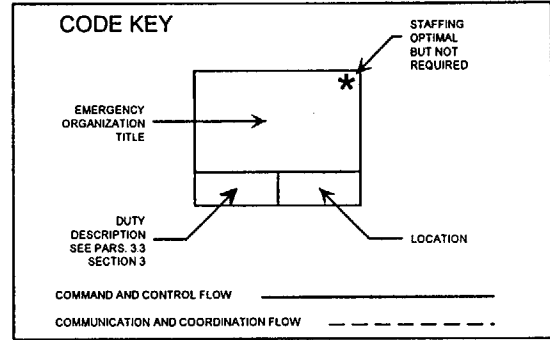 CODE KEY
STAFFING
OPTIMAL
BUT NOT
REQUIRED
*
EMERGENCY
ORGANIZATION
TITLE
DUTY
DESCRIPTION
SEE PARS. 3.3
SECTION 3
LOCATION
COMMAND AND CONTROL FLOW
COMMUNICATION AND COORDINATION FLOW